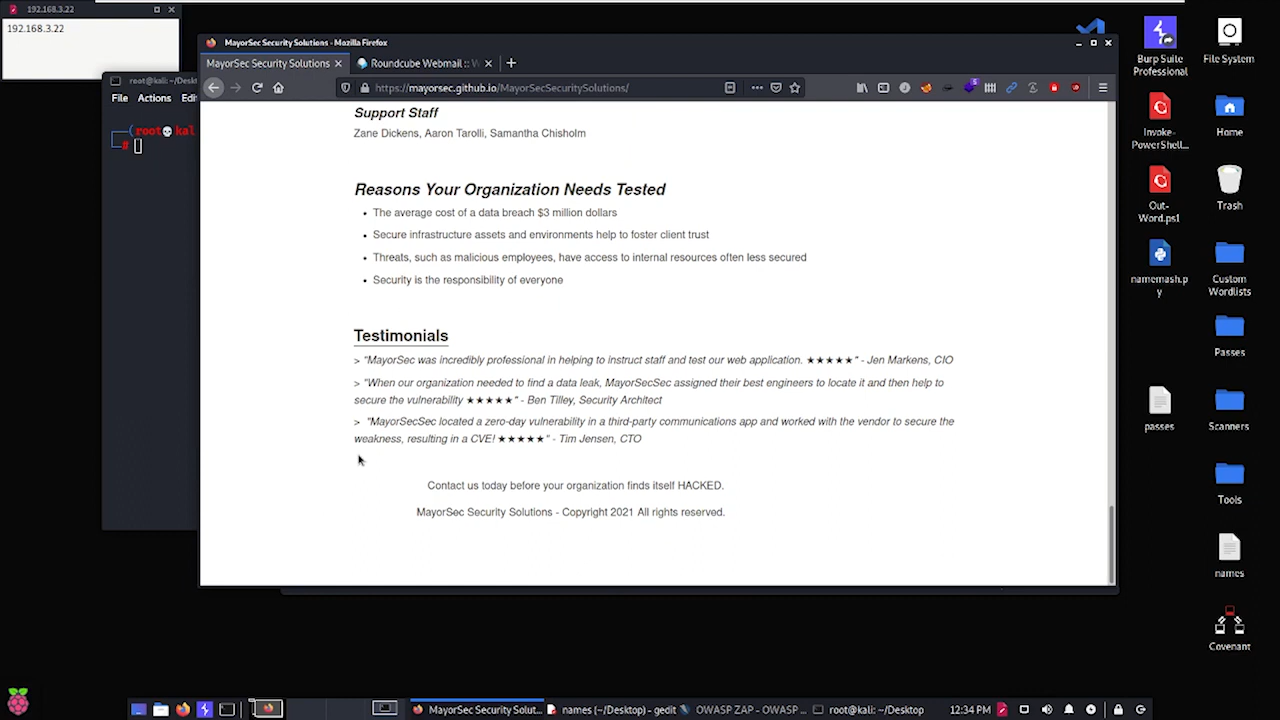 192.168.3.22
192.168.3.22
root@kali: ~/Deskt
File Actions Edi
root kali
MayorSec Security Solutions - Mozilla Firefox
MayorSec Security Solutions
Roundcube Webmail :: W
https://mayorsec.github.io/MayorSecSecuritySolutions/
5
Support Staff
Zane Dickens, Aaron Tarolli, Samantha Chisholm
Reasons Your Organization Needs Tested
• The average cost of a data breach $3 million dollars
• Secure infrastructure assets and environments help to foster client trust
• Threats, such as malicious employees, have access to internal resources often less secured
• Security is the responsibility of everyone
Testimonials
> "MayorSec was incredibly professional in helping to instruct staff and test our web application. ★★★★★" - Jen Markens, CIO
> "When our organization needed to find a data leak, MayorSecSec assigned their best engineers to locate it and then help to
secure the vulnerability ★★★★★" - Ben Tilley, Security Architect
> "MayorSecSec located a zero-day vulnerability in a third-party communications app and worked with the vendor to secure the
weakness, resulting in a CVE! ★★★★★" - Tim Jensen, CTO
Contact us today before your organization finds itself HACKED.
MayorSec Security Solutions - Copyright 2021 All rights reserved.
Burp Suite
Professional
File System
Invoke-
PowerShell...
Home
Out-
Word.ps1
Trash
namemash.p
y
Custom
Wordlists
Passes
passes
Scanners
Tools
names
Covenant
MayorSec Security Solut...
names (~/Desktop) - gedit
OWASP ZAP - OWASP ...
root@kali: ~/Desktop
12:34 PM